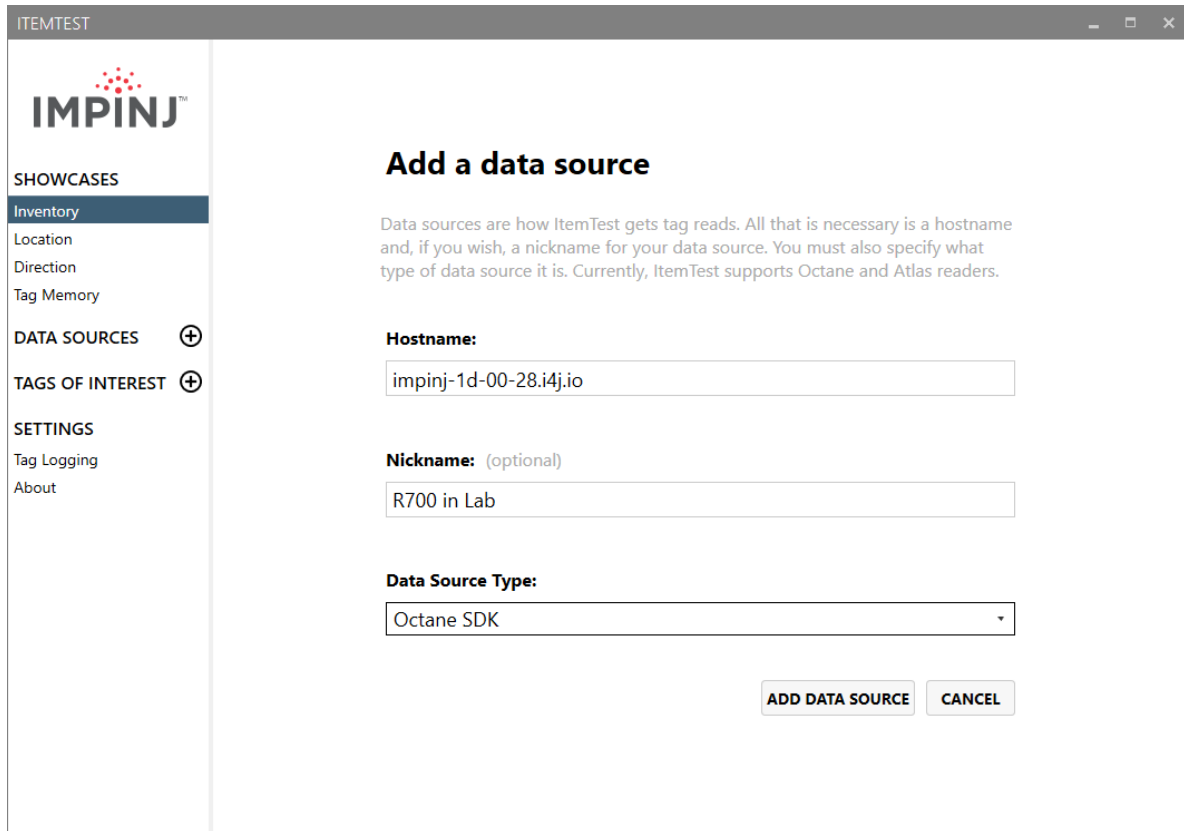 ITEMTEST
IMPINJ™
SHOWCASES
Inventory
Location
Direction
Tag Memory
DATA SOURCES
TAGS OF INTEREST
SETTINGS
Tag Logging
About
Add a data source
Data sources are how ItemTest gets tag reads. All that is necessary is a hostname
and, if you wish, a nickname for your data source. You must also specify what
type of data source it is. Currently, ItemTest supports Octane and Atlas readers.
Hostname:
impinj-1d-00-28.i4j.io
Nickname: (optional)
R700 in Lab
Data Source Type:
Octane SDK
ADD DATA SOURCE CANCEL